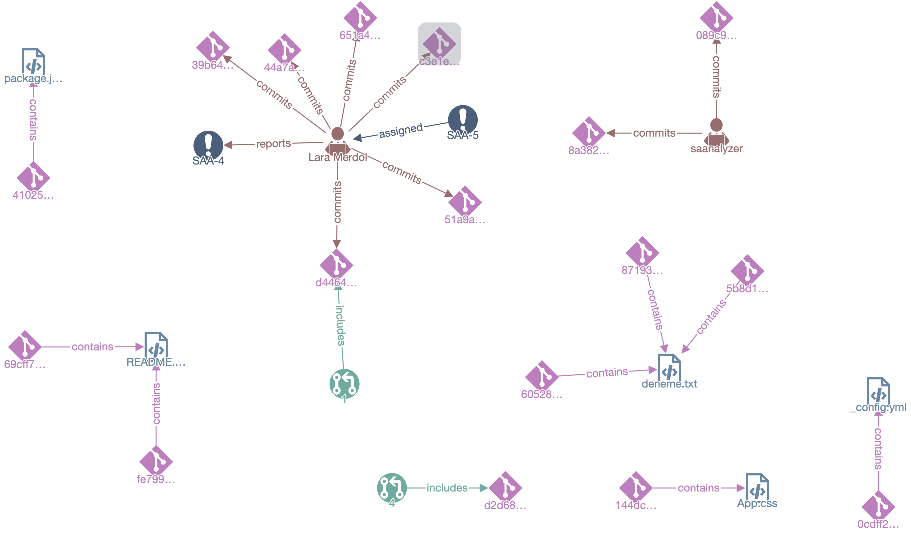 651a4...
089c9...
39b64...
44a7a...
c3e1e...
package.j...
commits
commits
commits
commits
commits
contains
assigned
SAA-5
reports
SAA-4
Lara Merdol
commits
8a382...
commits
saanalyzer
41025...
commits
51a9a...
d4464...
87193...
5b8d1...
includes
contains
contains
69cff7...
contains
README....
60528...
contains
deneme.txt
1
contains
_config.yml
contains
fe799...
4
includes
d2d68...
144dc...
contains
App.css
0cdff2...